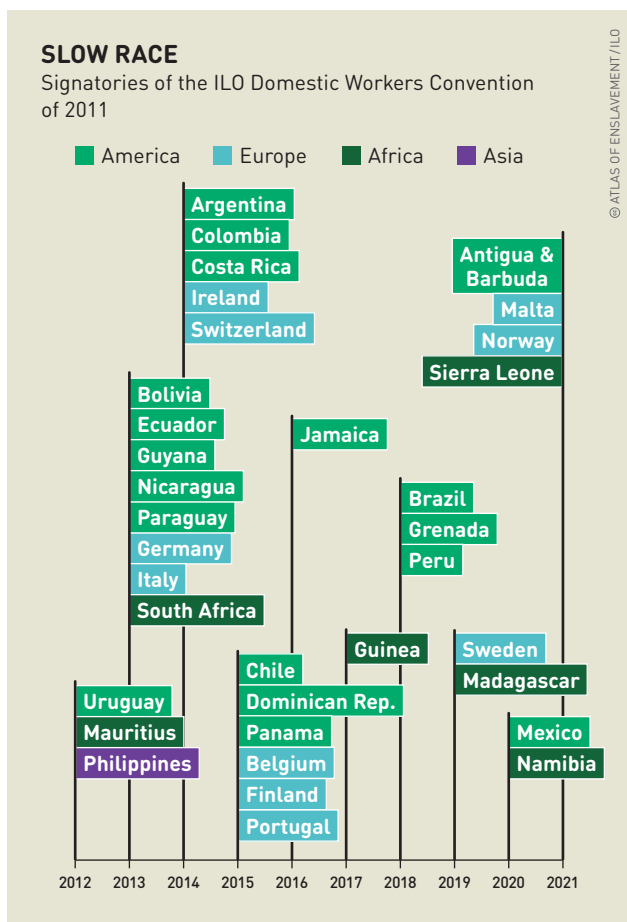 SLOW RACE
Signatories of the ILO Domestic Workers Convention
of 2011
America
Europe
Africa
Asia
Argentina
Colombia
Costa Rica
Ireland
Switzerland
Antigua &
Barbuda
Malta
Norway
Sierra Leone
Bolivia
Ecuador
Guyana
Nicaragua
Paraguay
Germany
Italy
South Africa
Jamaica
Brazil
Grenada
Peru
Guinea
Sweden
Madagascar
Chile
Dominican Rep.
Panama
Belgium
Finland
Portugal
Uruguay
Mauritius
Philippines
Mexico
Namibia
2012 2013 2014 2015 2016 2017 2018 2019 2020 2021
🅭 ATLAS OF ENSLAVEMENT / ILO